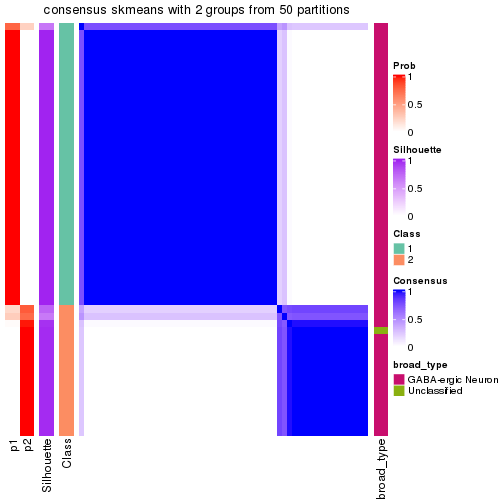 consensus skmeans with 2 groups from 50 partitions
Prob
1
0.5
0
Silhouette
1
0.5
0
Class
1
2
Consensus
1
0.5
0
broad_type
GABA-ergic Neuron
Unclassified
p1
p2
Silhouette
Class
broad_type